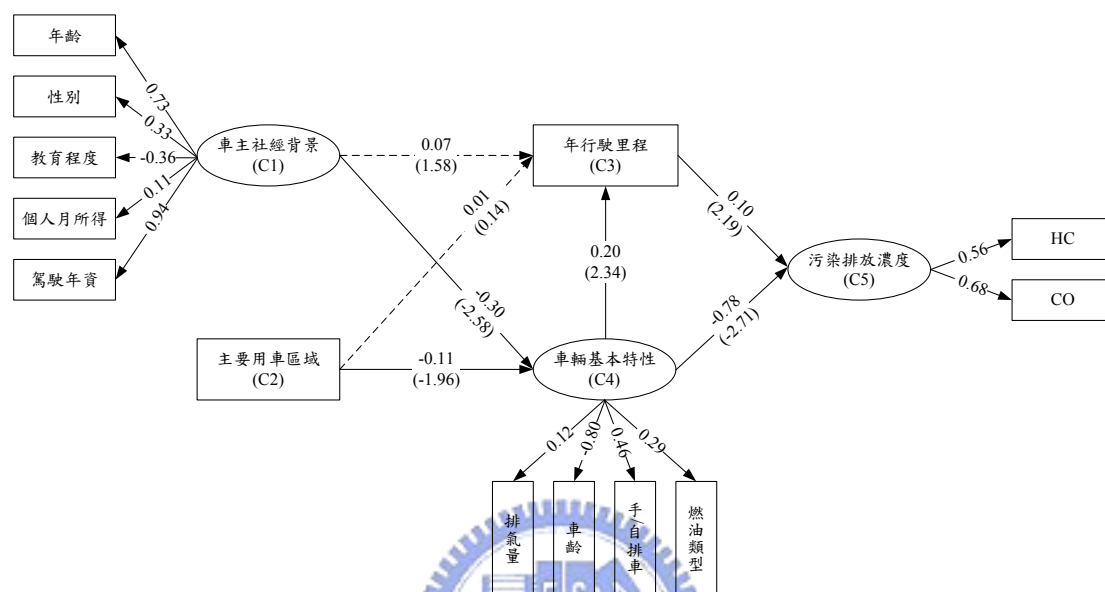 年齡
性別
教育程度
個人月所得
駕駛年資
0.73
0.33
-0.36
0.11
0.94
車主社經背景
(C1)
主要用車區域
(C2)
0.07
(1.58)
0.01
(0.14)
-0.30
(-2.58)
-0.11
(-1.96)
年行駛里程
(C3)
0.20
(2.34)
車輛基本特性
(C4)
0.10
(2.19)
-0.78
(-2.71)
污染排放濃度
(C5)
0.56
0.68
HC
CO
0.12
-0.80
0.46
0.29
排氣量
車齡
手/自排車
燃油類型